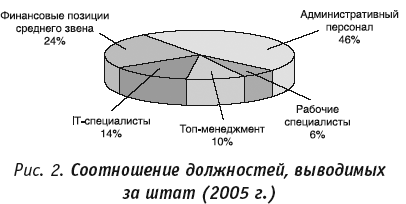 Финансовые позиции
среднего звена
24%
Административный
персонал
46%
IT-специалисты
14%
Топ-менеджмент
10%
Рабочие
специалисты
6%
Рис. 2. Соотношение должностей, выводимых
за штат (2005 г.)